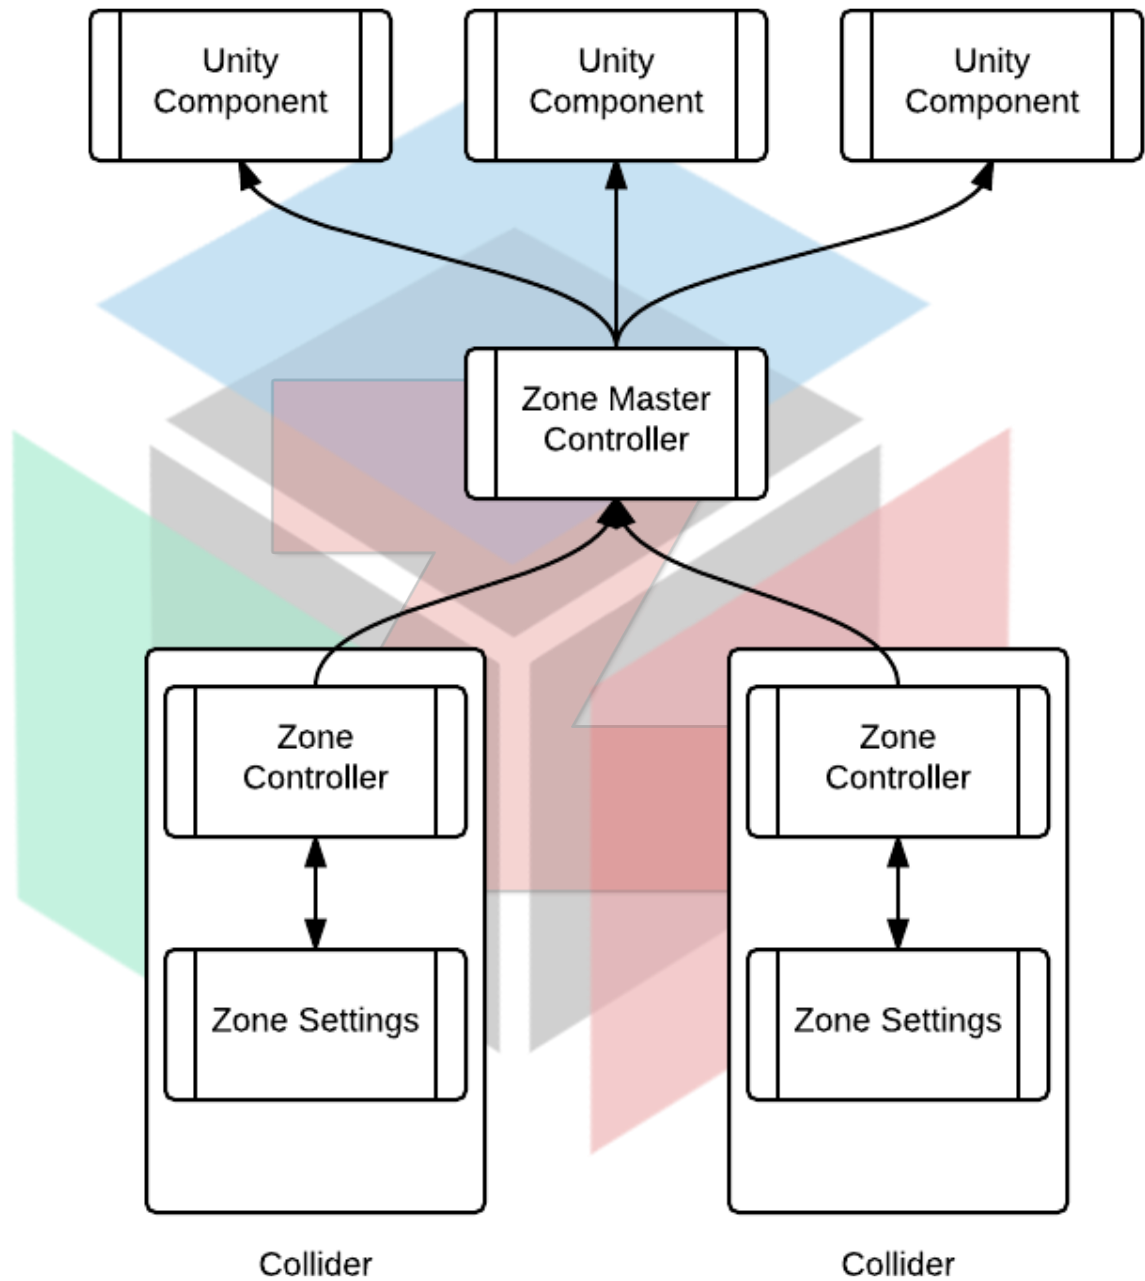 Unity
Component
Unity
Component
Unity
Component
Zone Master
Controller
Zone
Controller
Zone
Controller
Zone Settings
Zone Settings
Collider
Collider